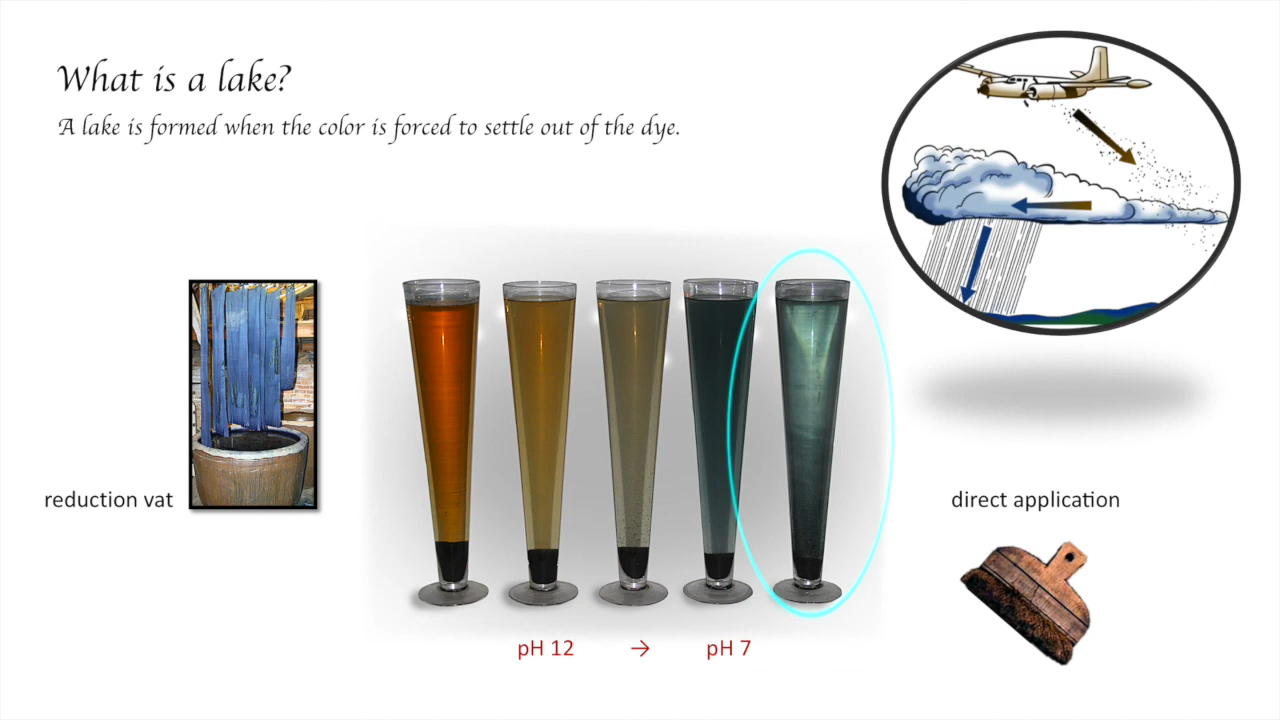 What is a lake?
A lake is formed when the color is forced to settle out of the dye.
reduction vat
direct application
pH 12 → pH 7